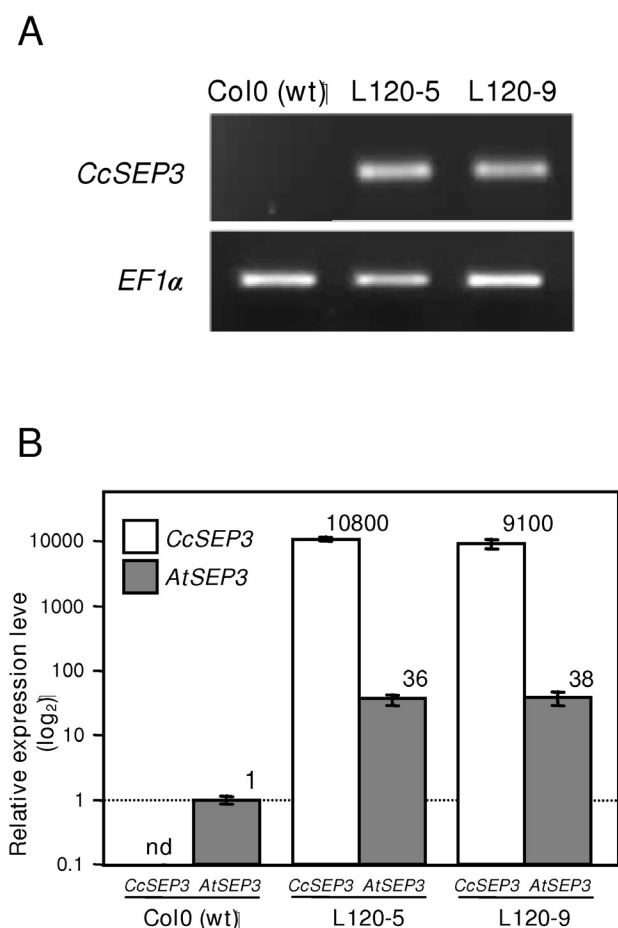 A
Col0 (wt) L120-5 L120-9
CcSEP3
EF1α
B
Relative expression leve
(log₂)
10000
1000
100
10
1
0.1
CcSEP3
AtSEP3
nd
1
10800
36
9100
38
CcSEP3 AtSEP3 CcSEP3 AtSEP3 CcSEP3 AtSEP3
Col0 (wt) L120-5 L120-9